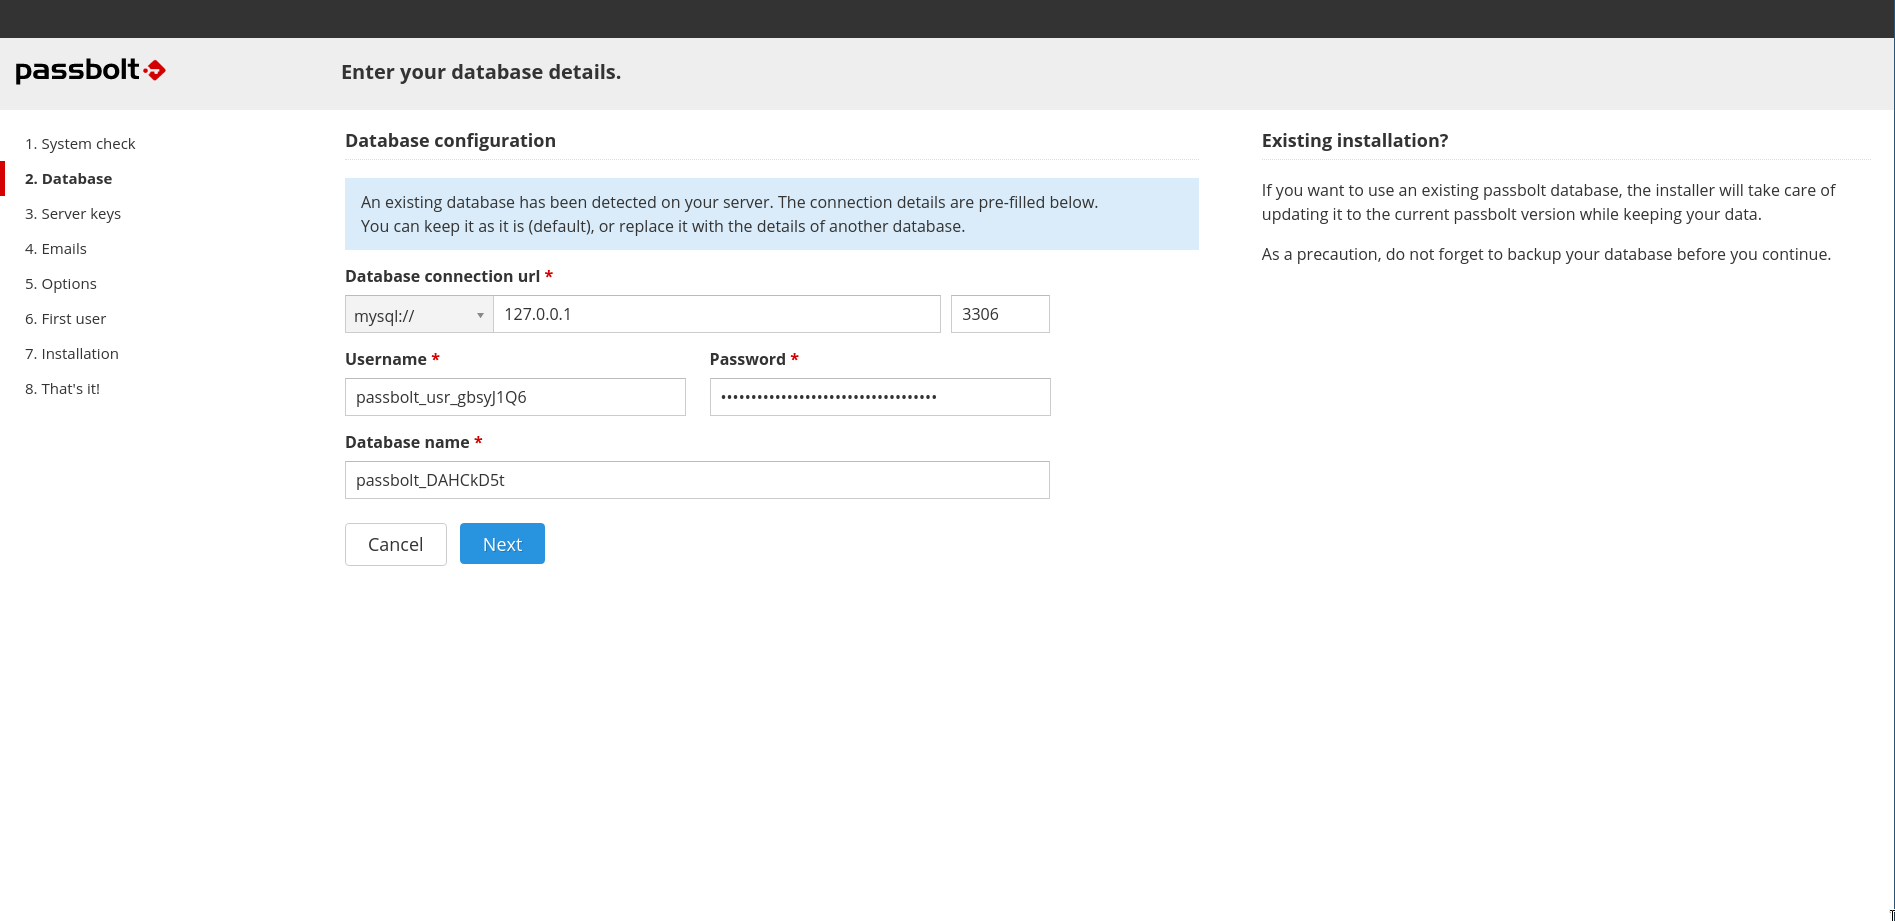 passbolt
Enter your database details.
1. System check
2. Database
3. Server keys
4. Emails
5. Options
6. First user
7. Installation
8. That's it!
Database configuration
An existing database has been detected on your server. The connection details are pre-filled below.
You can keep it as it is (default), or replace it with the details of another database.
Database connection url *
mysql:// 127.0.0.1 3306
Username * Password *
passbolt_usr_gbsyJ1Q6 ••••••••••••••••••••••••••••••••••••
Database name *
passbolt_DAHCkD5t
Cancel Next
Existing installation?
If you want to use an existing passbolt database, the installer will take care of
updating it to the current passbolt version while keeping your data.
As a precaution, do not forget to backup your database before you continue.